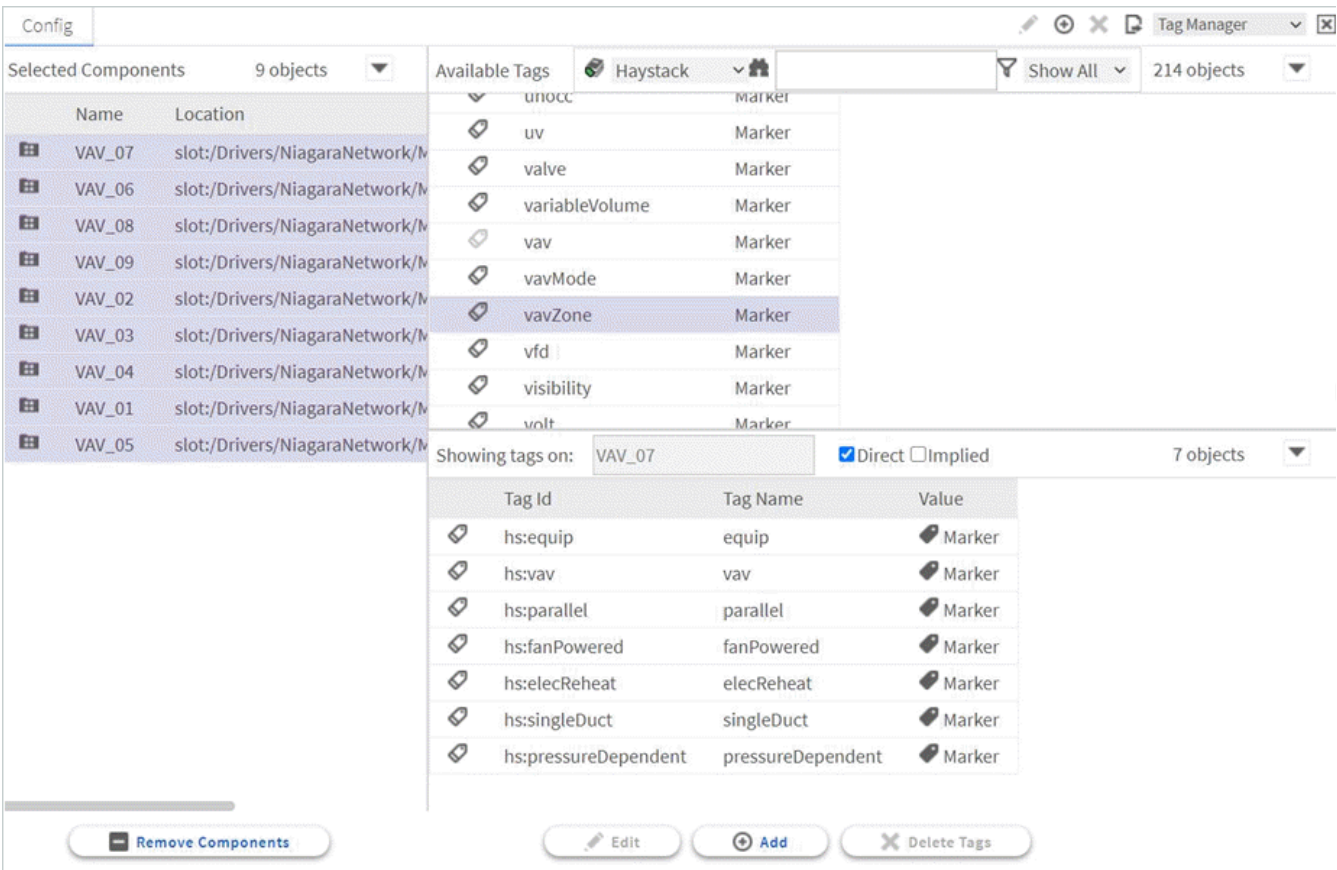 Config
Tag Manager
Selected Components 9 objects
Available Tags Haystack Show All 214 objects
Name Location
VAV_07 slot:/Drivers/NiagaraNetwork/M
VAV_06 slot:/Drivers/NiagaraNetwork/M
VAV_08 slot:/Drivers/NiagaraNetwork/M
VAV_09 slot:/Drivers/NiagaraNetwork/M
VAV_02 slot:/Drivers/NiagaraNetwork/M
VAV_03 slot:/Drivers/NiagaraNetwork/M
VAV_04 slot:/Drivers/NiagaraNetwork/M
VAV_01 slot:/Drivers/NiagaraNetwork/M
VAV_05 slot:/Drivers/NiagaraNetwork/M
unocc Marker
uv Marker
valve Marker
variableVolume Marker
vav Marker
vavMode Marker
vavZone Marker
vfd Marker
visibility Marker
volt Marker
Showing tags on: VAV_07 Direct Implied 7 objects
Tag Id Tag Name Value
hs:equip equip Marker
hs:vav vav Marker
hs:parallel parallel Marker
hs:fanPowered fanPowered Marker
hs:elecReheat elecReheat Marker
hs:singleDuct singleDuct Marker
hs:pressureDependent pressureDependent Marker
Remove Components
Edit Add Delete Tags